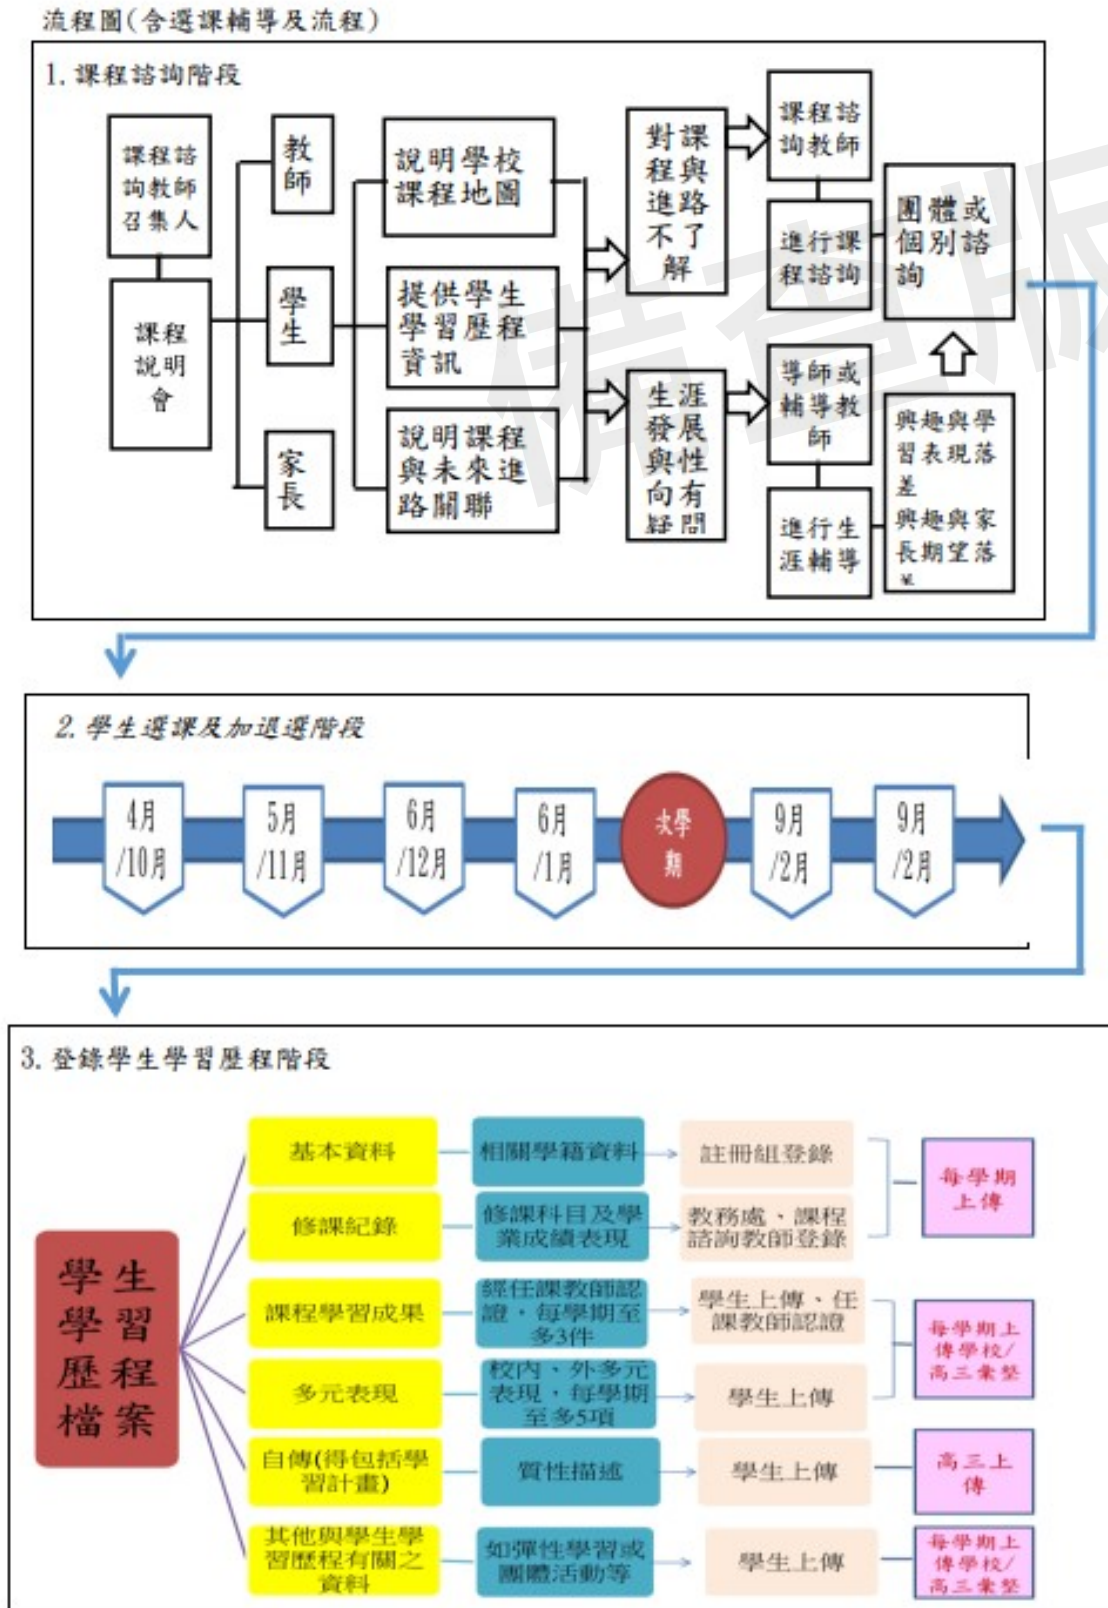 流程圖(含選課輔導及流程)
1. 課程諮詢階段
課程諮
詢教師
召集人
課程
說明
會
教
師
學
生
家
長
說明學校
課程地圖
提供學生
學習歷程
資訊
說明課程
與未來進
路關聯
對課
程與
進路
不了
解
生涯
發展
與性
向有
疑問
課程諮
詢教師
進行課
程諮詢
團體或
個別諮
詢
導師或
輔導教
師
進行生
涯輔導
興趣與學
習表現落
差
興趣與家
長期望落
備查版
2. 學生選課及加退選階段
4月
/10月
5月
/11月
6月
/12月
6月
/1月
次學
期
9月
/2月
9月
/2月
3. 登錄學生學習歷程階段
學生
學習
歷程
檔案
基本資料
相關學籍資料
註冊組登錄
修課紀錄
修課科目及學
業成績表現
教務處、課程
諮詢教師登錄
每學期
上傳
課程學習成果
經任課教師認
證，每學期至
多3件
學生上傳、任
課教師認證
多元表現
校內、外多元
表現，每學期
至多5項
學生上傳
每學期上
傳學校/
高三彙整
自傳(得包括學
習計畫)
質性描述
學生上傳
高三上
傳
其他與學生學
習歷程有關之
資料
如彈性學習或
團體活動等
學生上傳
每學期上
傳學校/
高三彙整